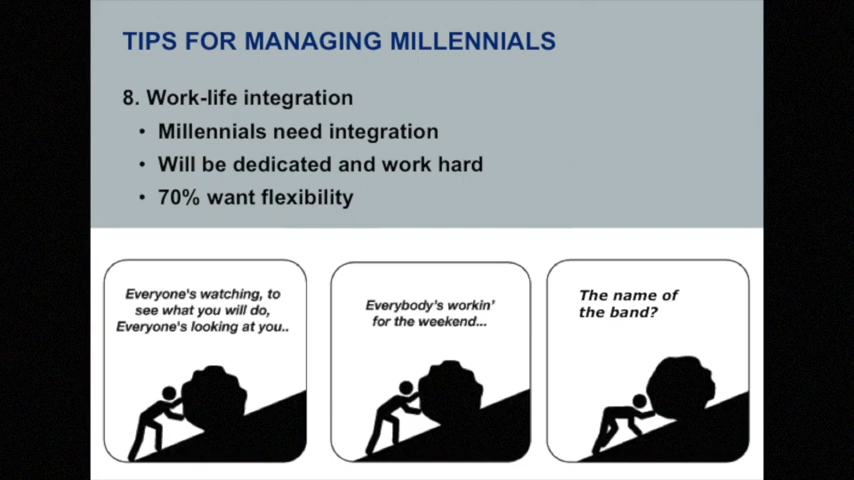 TIPS FOR MANAGING MILLENNIALS
8. Work-life integration
• Millennials need integration
• Will be dedicated and work hard
• 70% want flexibility
Everyone's watching, to
see what you will do,
Everyone's looking at you..
Everybody's workin'
for the weekend...
The name of
the band?